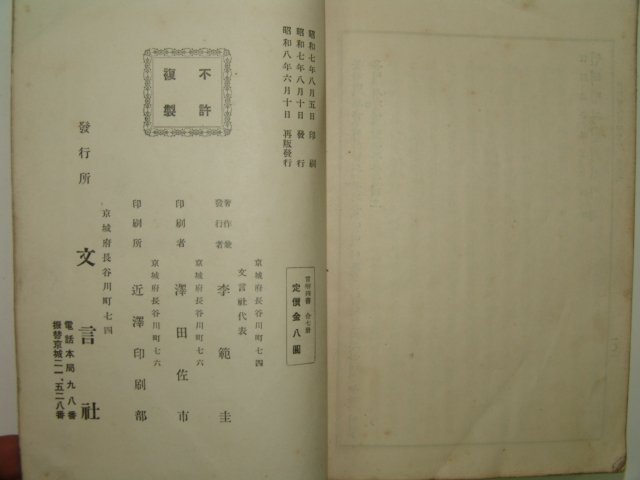 昭和七年八月五日印刷
昭和七年八月十日發行
昭和八年六月十日再版發行
不許
複製
定價金八圓
京城府長谷川町七四
文言社代表
著作兼
發行者 李範圭
京城府長谷川町七六
印刷者 澤田佐市
京城府長谷川町七六
印刷所 近澤印刷部
京城府長谷川町七四
發行所 文言社
電話本局九八番
振替京城二一、五二八番